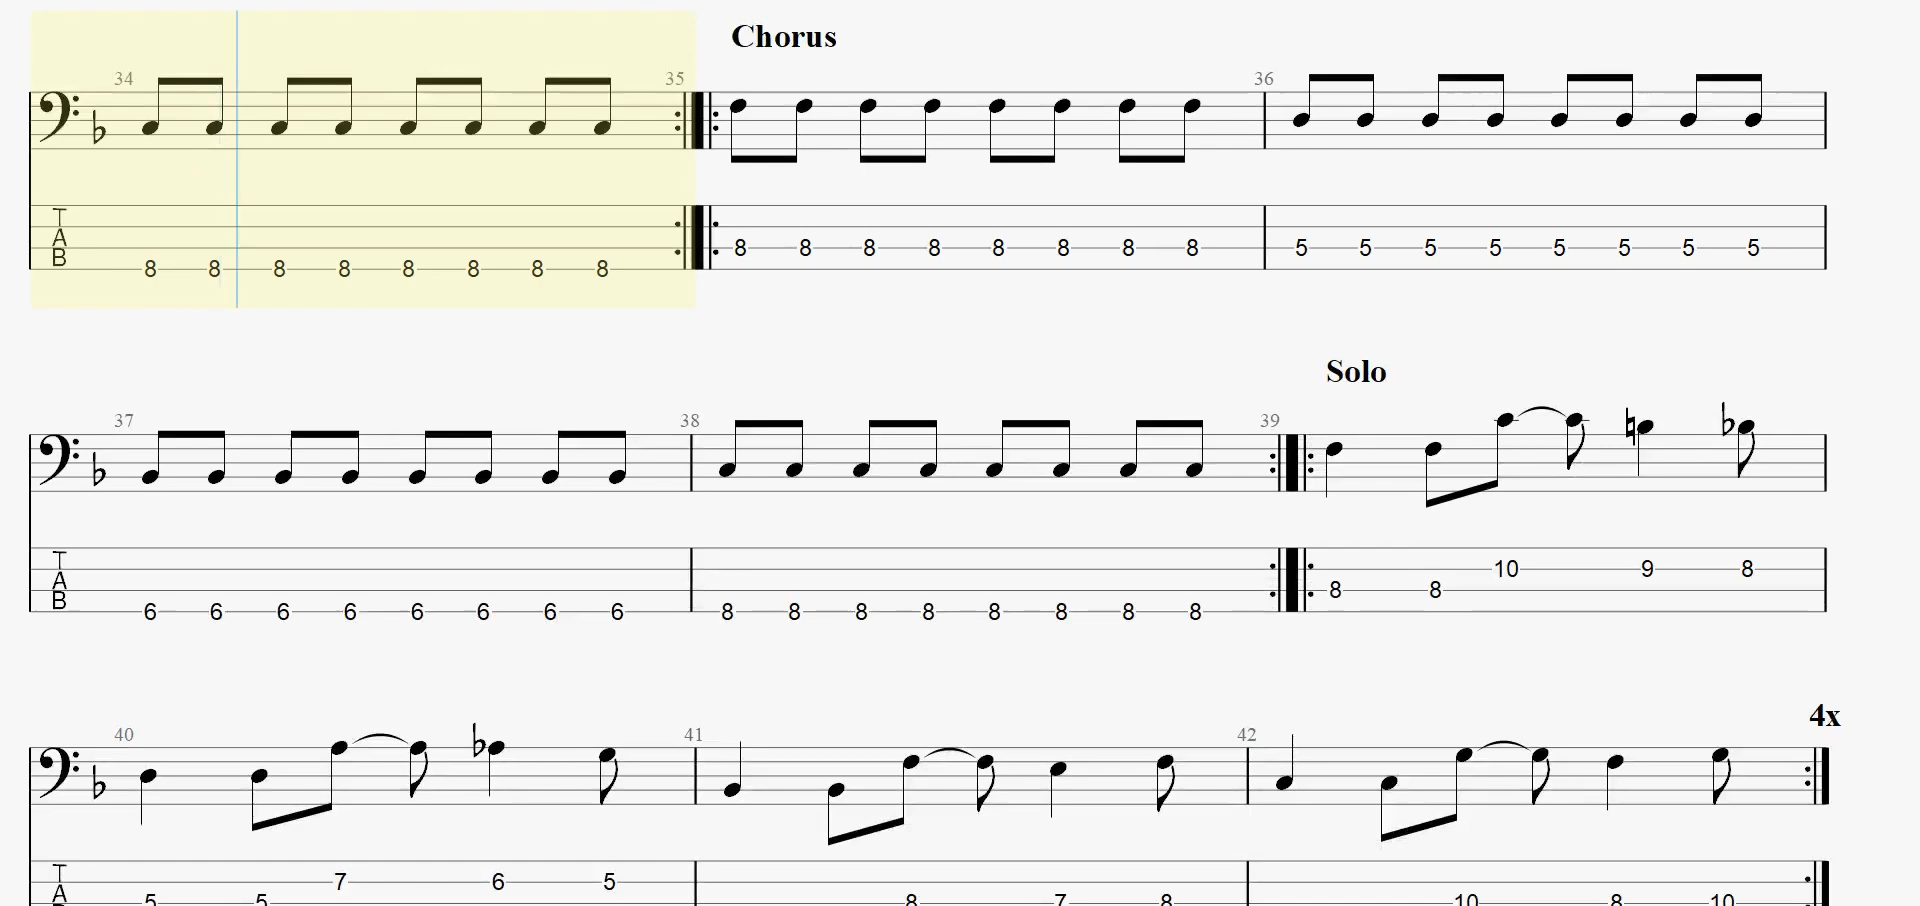 Chorus
34 35 36
T
A
B
8 8 8 8 8 8 8 8 8 8 8 8 8 8 8 8 5 5 5 5 5 5 5 5
Solo
37 38 39
T
A
B
6 6 6 6 6 6 6 6 8 8 8 8 8 8 8 8 8 8 10 9 8
4x
40 41 42
T
A
7 6 5
5 5 8 7 8 10 8 10